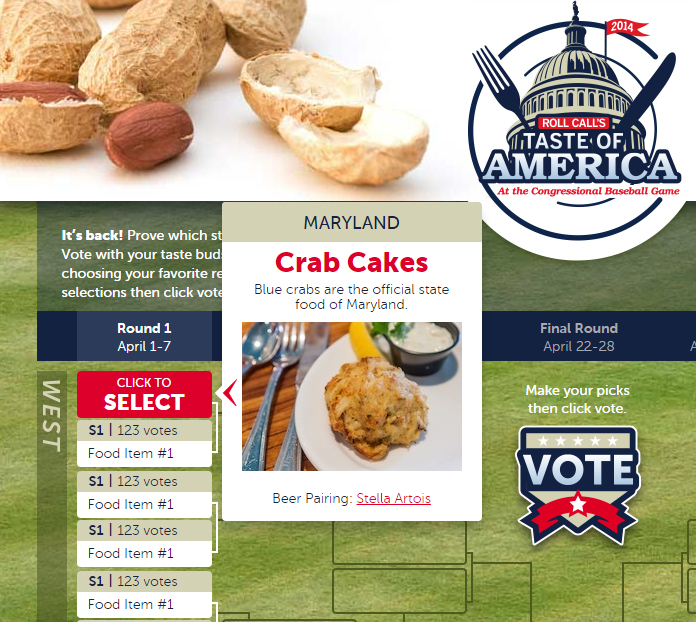 2014
ROLL CALL'S
TASTE OF
AMERICA
At the Congressional Baseball Game
It's back! Prove which st
Vote with your taste bud
choosing your favorite re
selections then click vote
MARYLAND
Crab Cakes
Blue crabs are the official state
food of Maryland.
Beer Pairing: Stella Artois
Round 1
April 1-7
Final Round
April 22-28
A
WEST
CLICK TO
SELECT
S1 | 123 votes
Food Item #1
S1 | 123 votes
Food Item #1
S1 | 123 votes
Food Item #1
S1 | 123 votes
Food Item #1
Make your picks
then click vote.
VOTE